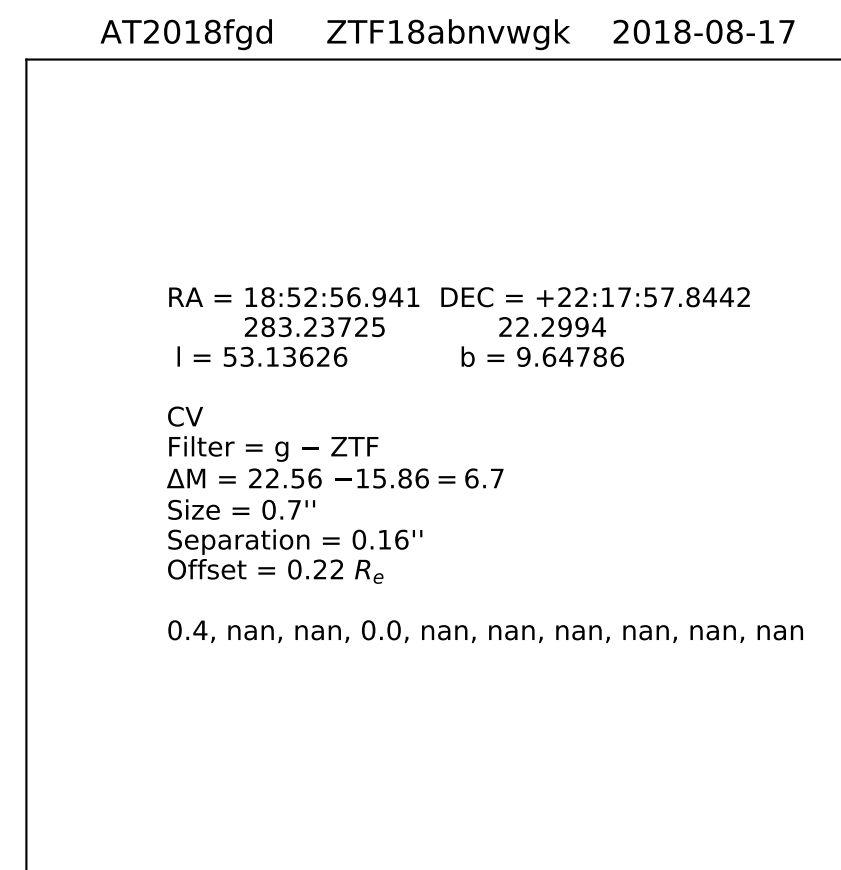 AT2018fgd ZTF18abnvwgk 2018-08-17
RA = 18:52:56.941 DEC = +22:17:57.8442
283.23725 22.2994
l = 53.13626 b = 9.64786
CV
Filter = g − ZTF
ΔM = 22.56 −15.86 = 6.7
Size = 0.7''
Separation = 0.16''
Offset = 0.22 Rₑ
0.4, nan, nan, 0.0, nan, nan, nan, nan, nan, nan